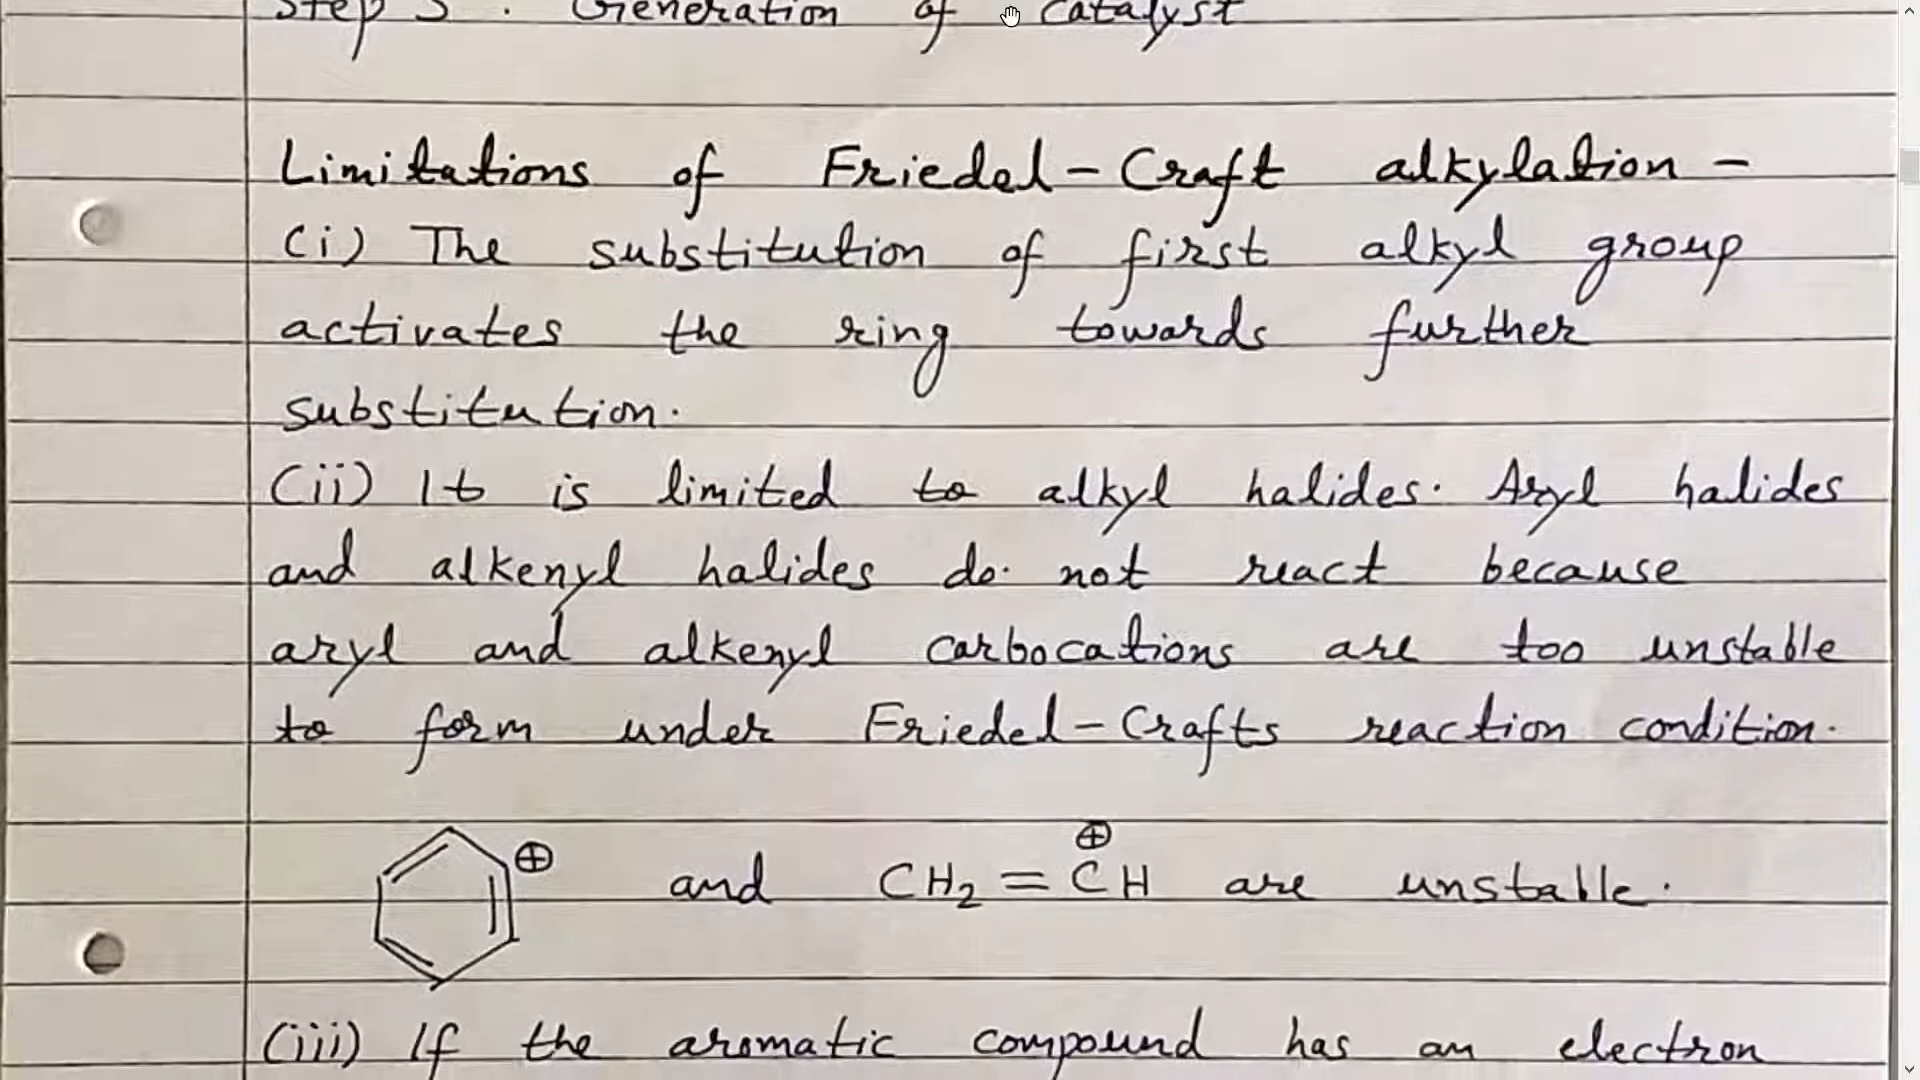 Step 3 . Generation of catalyst
Limitations of Friedel-Craft alkylation -
(i) The substitution of first alkyl group
activates the ring towards further
substitution.
(ii) It is limited to alkyl halides. Aryl halides
and alkenyl halides do not react because
aryl and alkenyl carbocations are too unstable
to form under Friedel-Crafts reaction condition.
⊕ and CH₂ = C⊕H are unstable.
(iii) If the aromatic compound has an electron